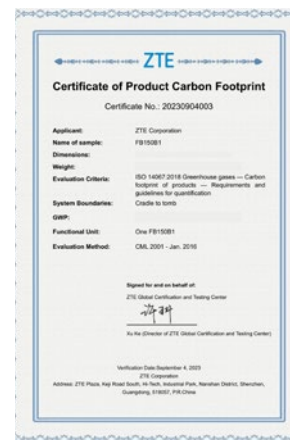 ZTE
Certificate of Product Carbon Footprint
Certificate No.: 20230904003
Applicant: ZTE Corporation
Name of sample: FB150B1
Dimensions:
Weight:
Evaluation Criteria: ISO 14067:2018 Greenhouse gases — Carbon
footprint of products — Requirements and
guidelines for quantification
System Boundaries: Cradle to tomb
GWP:
Functional Unit: One FB150B1
Evaluation Method: CML 2001 - Jan. 2016
Signed for and on behalf of:
ZTE Global Certification and Testing Center
Xu He (Director of ZTE Global Certification and Testing Center)
Verification Date:September 4, 2023
ZTE Corporation
Address: ZTE Plaza, Keji Road South, Hi-Tech, Industrial Park, Nanshan District, Shenzhen,
Guangdong, 518057, P.R.China